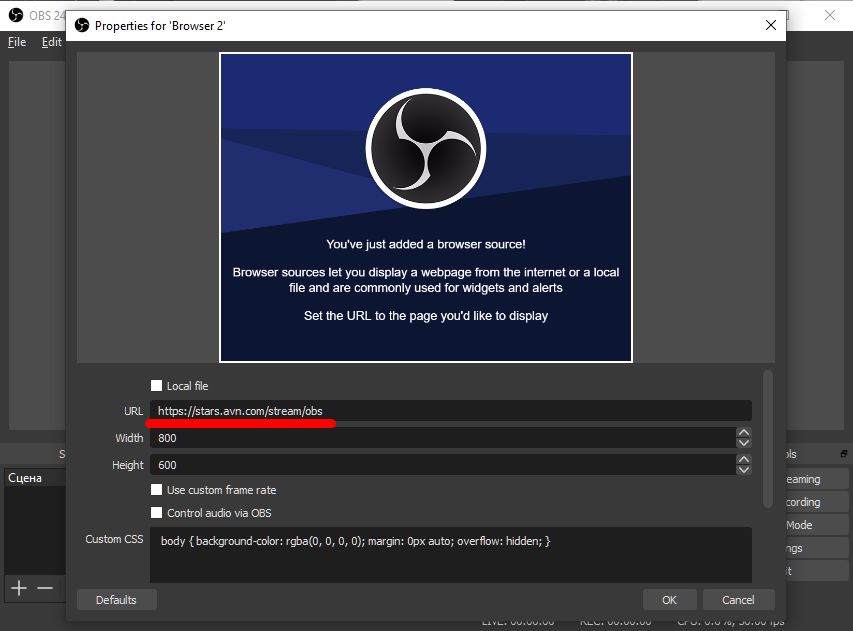 OBS 24
Properties for 'Browser 2'
File Edit
You've just added a browser source!
Browser sources let you display a webpage from the internet or a local
file and are commonly used for widgets and alerts
Set the URL to the page you'd like to display
Local file
URL https://stars.avn.com/stream/obs
Width 800
Height 600
Use custom frame rate
Control audio via OBS
Custom CSS body { background-color: rgba(0, 0, 0, 0); margin: 0px auto; overflow: hidden; }
S
Сцена
ols
eaming
cording
Mode
ngs
it
Defaults OK Cancel
LIVE: 00:00:00 REC: 00:00:00 CPU: 0.6%, 30.00 fps